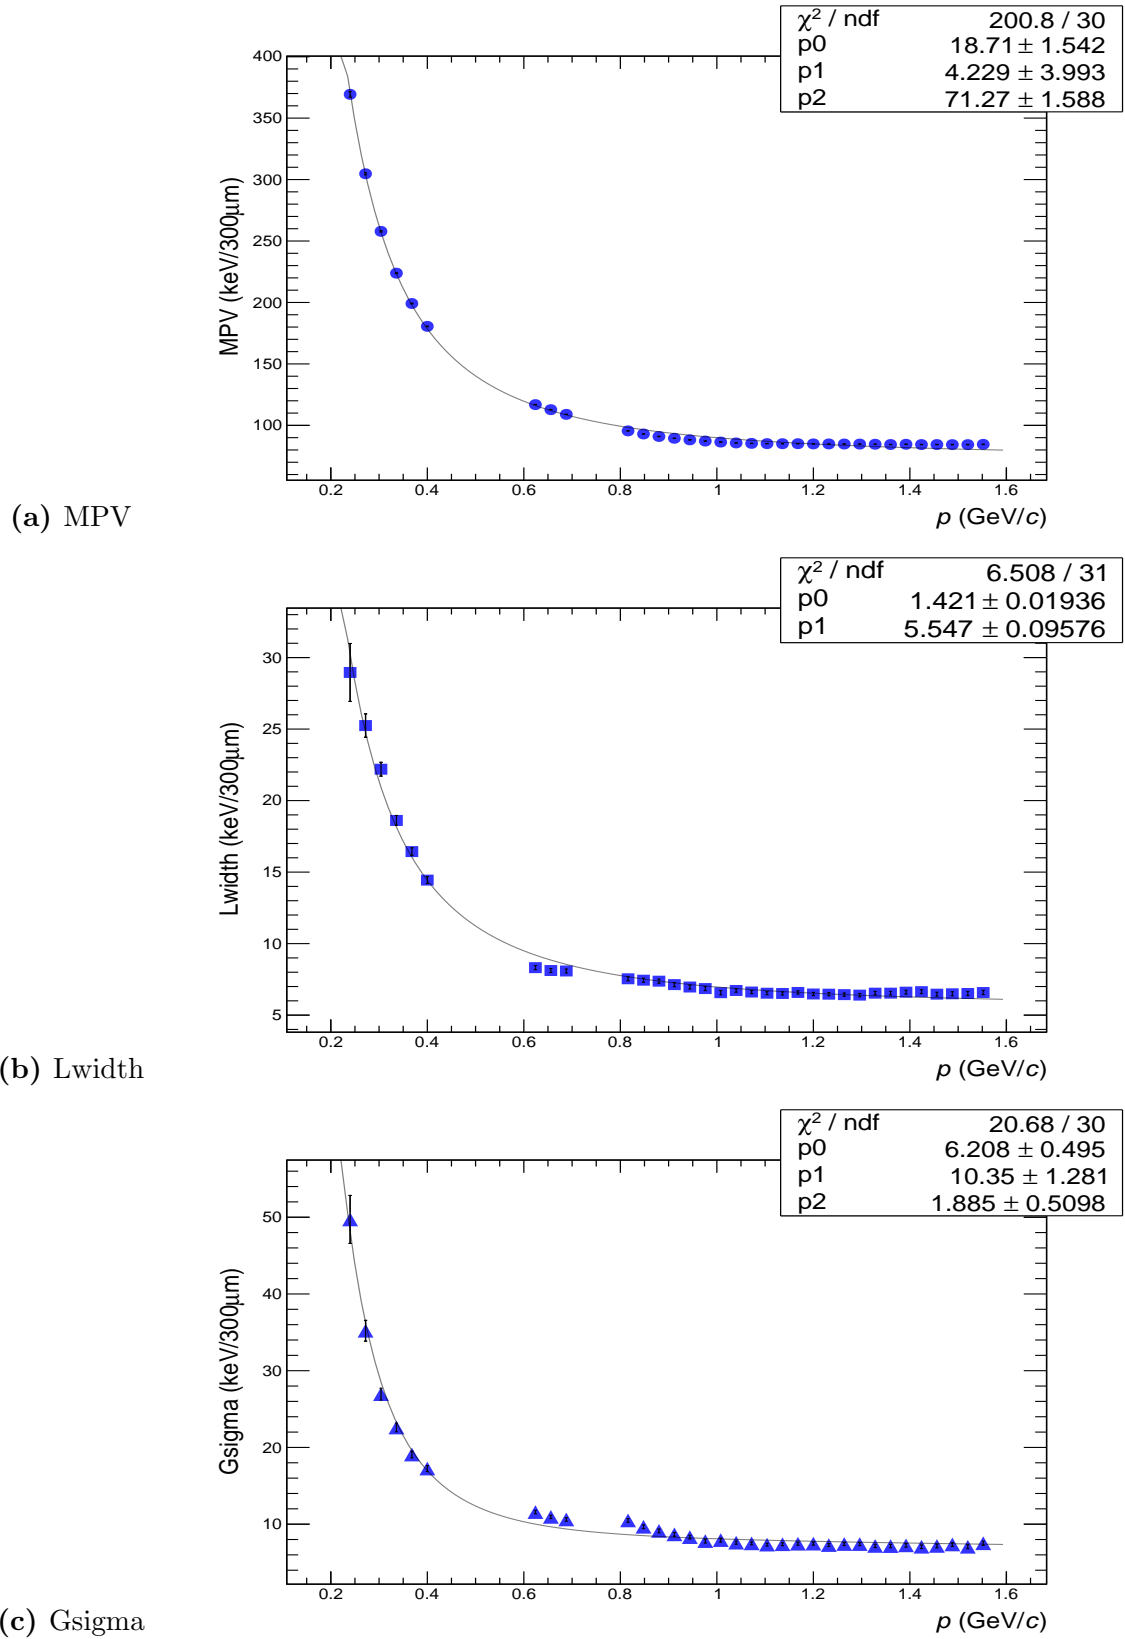 χ² / ndf 200.8 / 30
p0 18.71 ± 1.542
p1 4.229 ± 3.993
p2 71.27 ± 1.588
400
350
300
250
200
150
100
MPV (keV/300μm)
0.2 0.4 0.6 0.8 1 1.2 1.4 1.6
p (GeV/c)
(a) MPV
χ² / ndf 6.508 / 31
p0 1.421 ± 0.01936
p1 5.547 ± 0.09576
30
25
20
15
10
5
Lwidth (keV/300μm)
0.2 0.4 0.6 0.8 1 1.2 1.4 1.6
p (GeV/c)
(b) Lwidth
χ² / ndf 20.68 / 30
p0 6.208 ± 0.495
p1 10.35 ± 1.281
p2 1.885 ± 0.5098
50
40
30
20
10
Gsigma (keV/300μm)
0.2 0.4 0.6 0.8 1 1.2 1.4 1.6
p (GeV/c)
(c) Gsigma